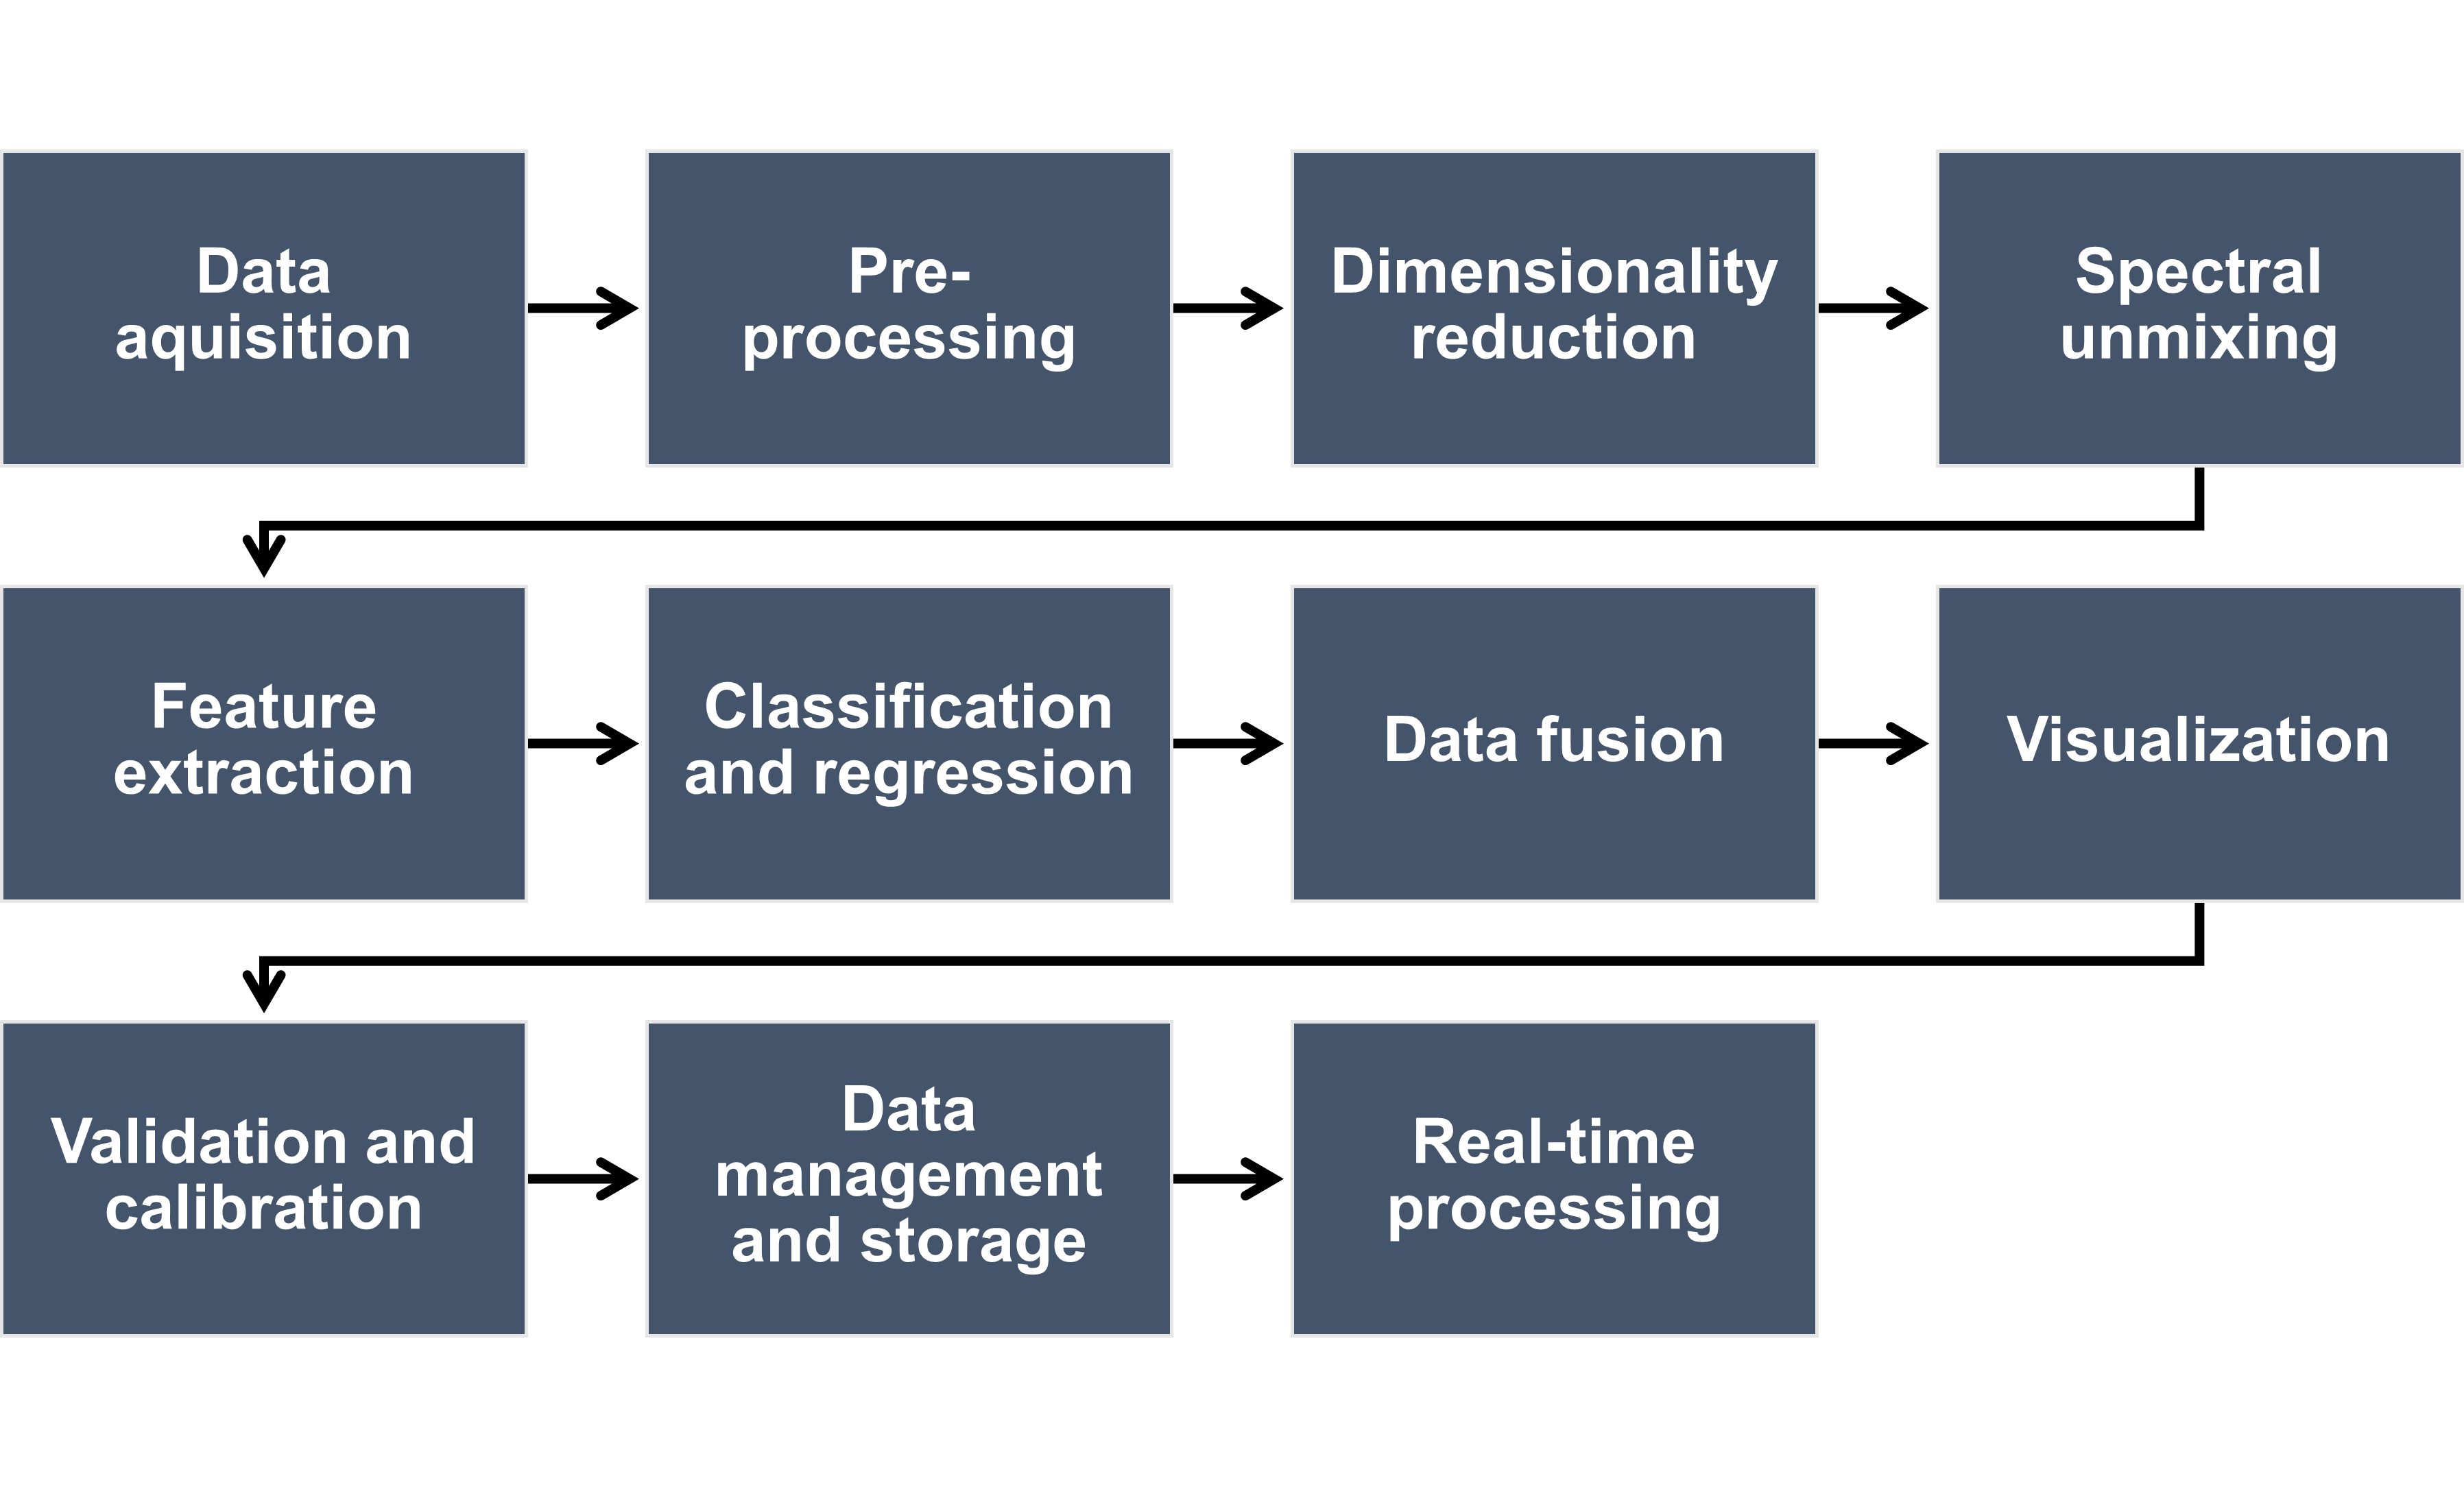 Data
aquisition
Pre-
processing
Dimensionality
reduction
Spectral
unmixing
Feature
extraction
Classification
and regression
Data fusion
Visualization
Validation and
calibration
Data
management
and storage
Real-time
processing